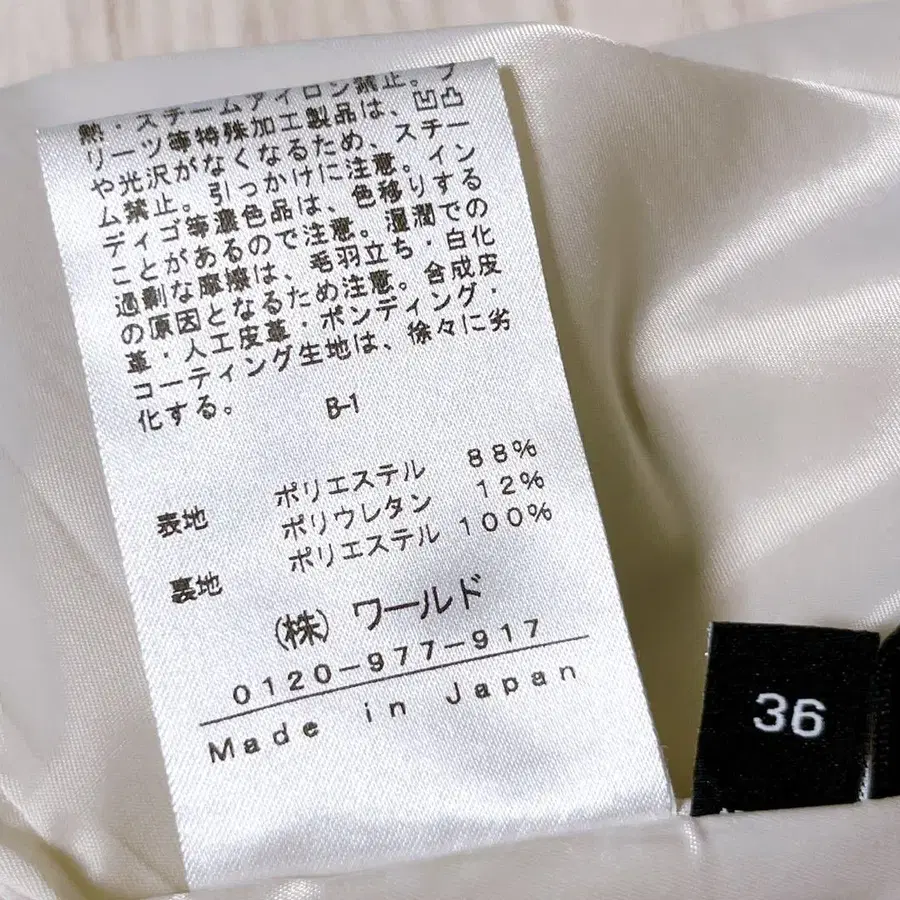 熱・スチームアイロン禁止。プ
リーツ等特殊加工製品は、凹凸
や光沢がなくなるため、スチー
ム禁止。引っかけに注意。イン
ディゴ等濃色品は、色移りする
ことがあるので注意。湿潤での
過剰な摩擦は、毛羽立ち・白化
の原因となるため注意。合成皮
革・人工皮革・ボンディング・
コーティング生地は、徐々に劣
化する。 B-1
表地 ポリエステル 88%
ポリウレタン 12%
裏地 ポリエステル 100%
(株) ワールド
0120-977-917
Made in Japan
36